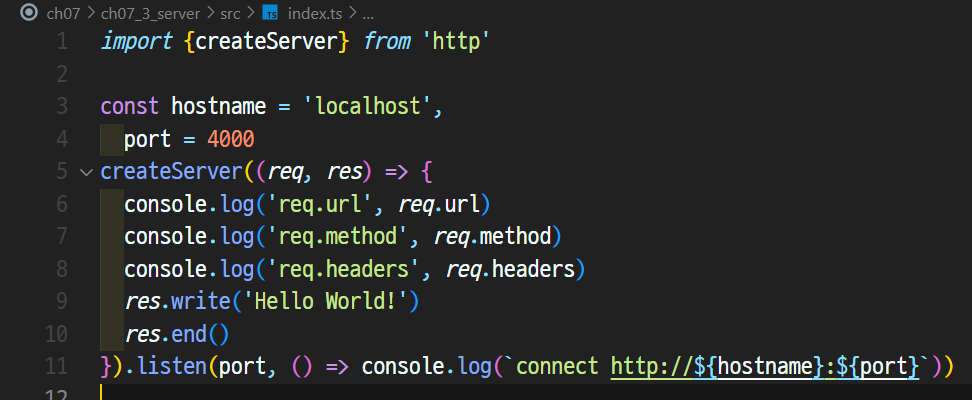 ch07 > ch07_3_server > src > TS index.ts > ...
1 import {createServer} from 'http'
2
3 const hostname = 'localhost',
4   port = 4000
5 createServer((req, res) => {
6   console.log('req.url', req.url)
7   console.log('req.method', req.method)
8   console.log('req.headers', req.headers)
9   res.write('Hello World!')
10   res.end()
11 }).listen(port, () => console.log(`connect http://${hostname}:${port}`))
12